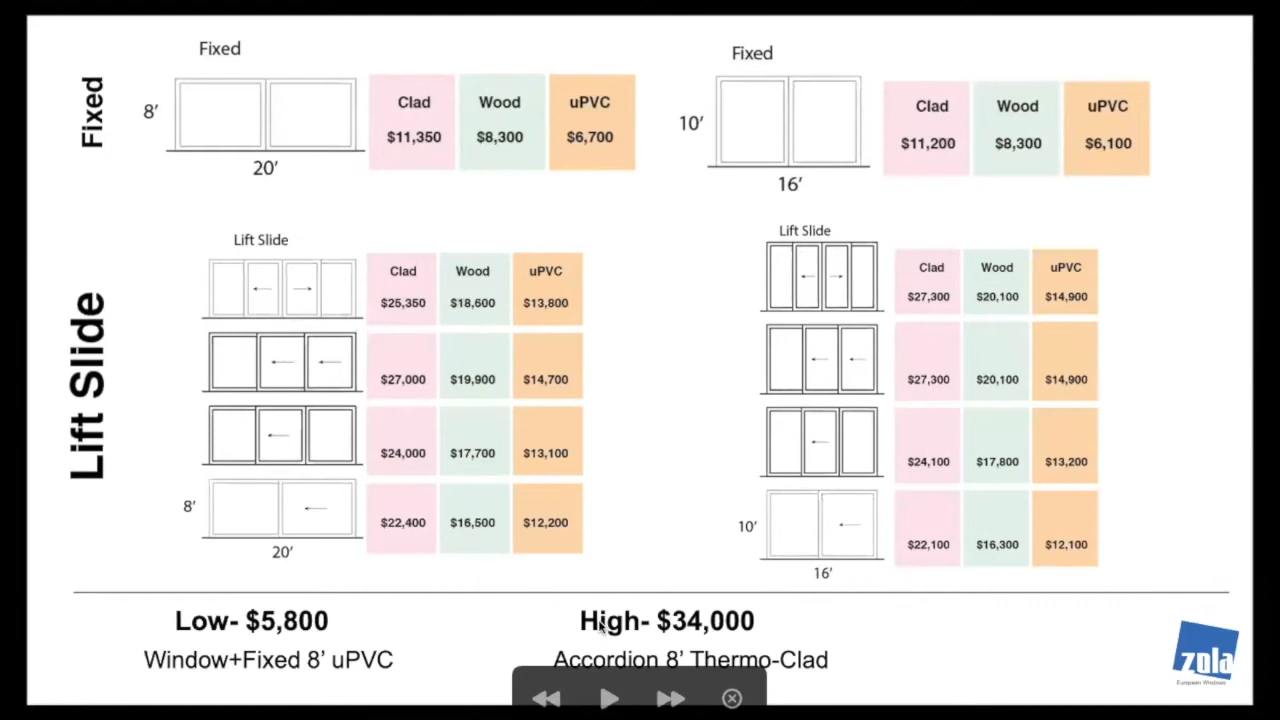 Fixed
Fixed
8’
20’
Clad Wood uPVC
$11,350 $8,300 $6,700
Fixed
10’
16’
Clad Wood uPVC
$11,200 $8,300 $6,100
Lift Slide
Lift Slide
Clad Wood uPVC
$25,350 $18,600 $13,800
$27,000 $19,900 $14,700
$24,000 $17,700 $13,100
8’ $22,400 $16,500 $12,200
20’
Lift Slide
Clad Wood uPVC
$27,300 $20,100 $14,900
$27,300 $20,100 $14,900
$24,100 $17,800 $13,200
10’ $22,100 $16,300 $12,100
16’
Low- $5,800
Window+Fixed 8’ uPVC
High- $34,000
Accordion 8’ Thermo-Clad
zola
European Windows